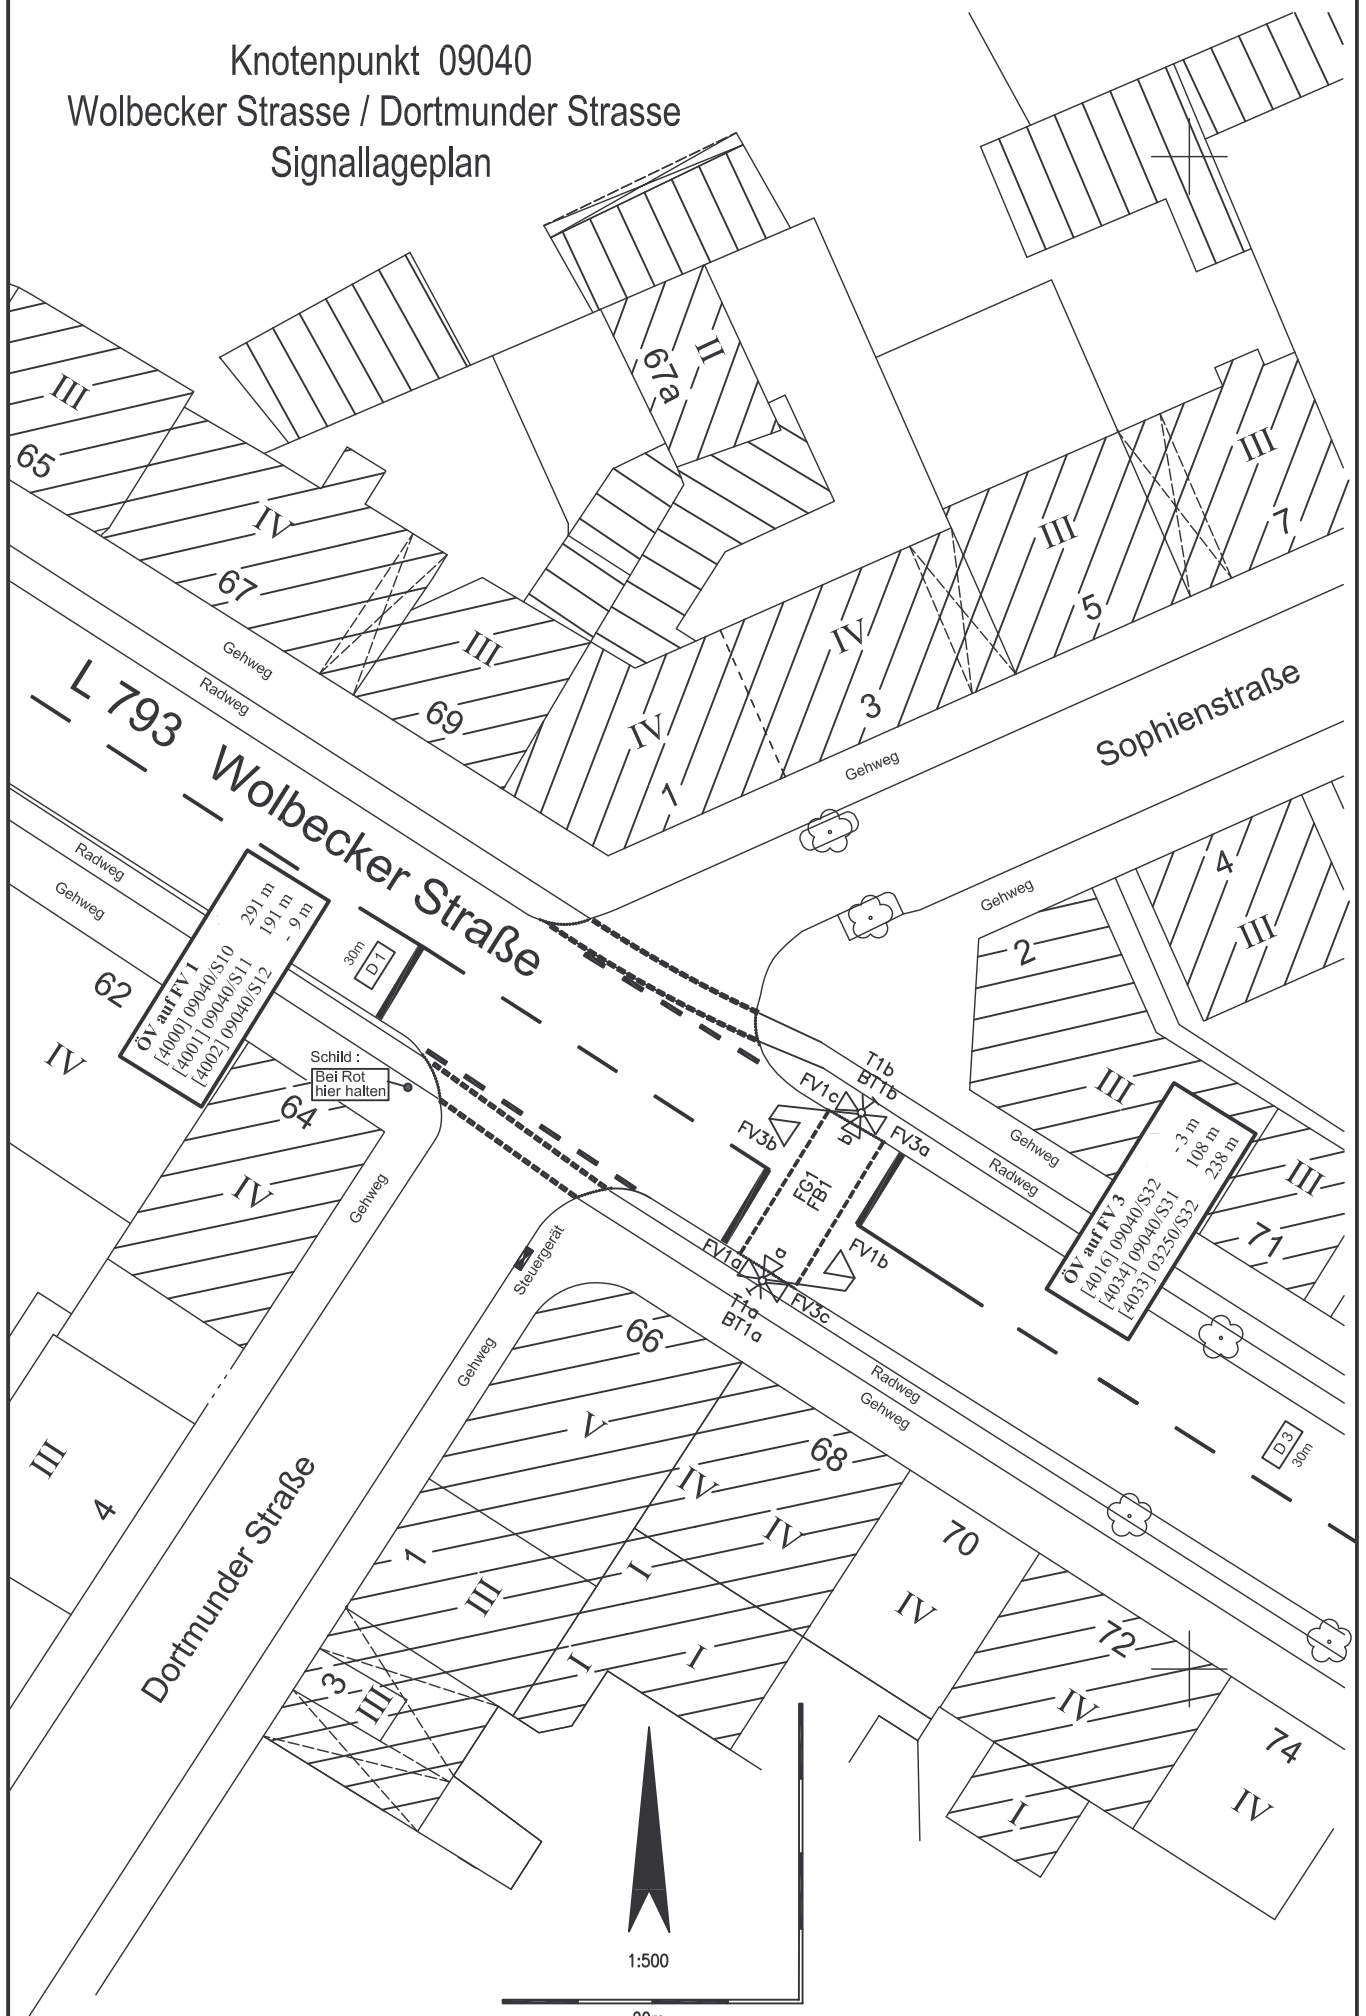 Knotenpunkt 09040
Wolbecker Strasse / Dortmunder Strasse
Signallageplan
III
65
IV
67
67a
II
III
69
IV
1
IV
3
III
5
III
7
Gehweg
Radweg
L 793 Wolbecker Straße
Gehweg
Sophienstraße
Radweg
Gehweg
62
IV
ÖV auf FV 1
[4000] 09040/S10 291 m
[4001] 09040/S11 191 m
[4002] 09040/S12 - 9 m
30m
D 1
Schild :
Bei Rot
hier halten
64
IV
Gehweg
Gehweg
2
III
4
III
T1b
BT1b
FV1c
FV3b
b
FV3a
FG1
FB1
Gehweg
Radweg
FV1a
a
FV1b
T1a
BT1a
FV3c
Steuergerät
ÖV auf FV 3
[4016] 09040/S32 - 3 m
[4034] 09040/S31 108 m
[4033] 03250/S32 238 m
III
71
Gehweg
66
V
Radweg
Gehweg
D 3
30m
68
IV
IV
III
4
Dortmunder Straße
1
III
I
I
I
3
III
70
IV
72
IV
I
74
IV
1:500